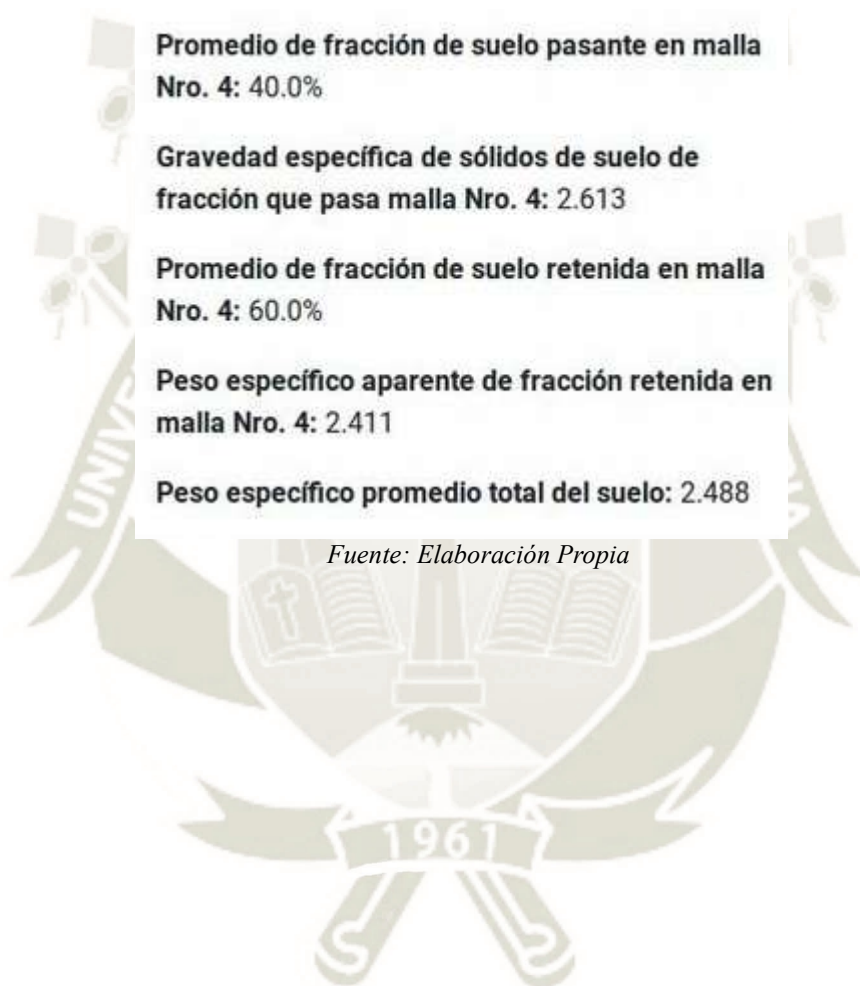 Promedio de fracción de suelo pasante en malla
Nro. 4: 40.0%
Gravedad específica de sólidos de suelo de
fracción que pasa malla Nro. 4: 2.613
Promedio de fracción de suelo retenida en malla
Nro. 4: 60.0%
Peso específico aparente de fracción retenida en
malla Nro. 4: 2.411
Peso específico promedio total del suelo: 2.488
Fuente: Elaboración Propia
1961